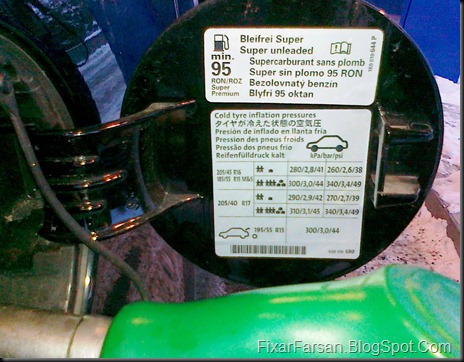 Bleifrei Super
Super unleaded
Supercarburant sans plomb
Super sin plomo 95 RON
Bezolovnatý benzin
Blyfri 95 oktan
min.
95
RON/ROZ
Super
Premium
Cold tyre inflation pressures
タイヤが冷えた状態の空気圧
Presión de inflado en llanta fría
Pressione dei pneus froids
Pressão dos pneus frio
Reifenfülldruck kalt
kPa/bar/psi
205/45 R16 280/2,8/41 260/2,6/38
185/55 R15 M&S 300/3,0/44 340/3,4/49
205/40 R17 290/2,9/42 270/2,7/39
310/3,1/45 340/3,4/49
195/55 R15 300/3,0/44
FixarFarsan.BlogSpot.Com